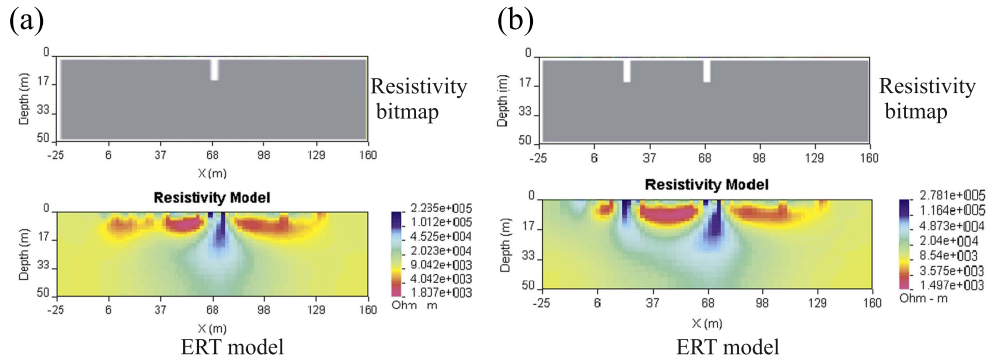 (a)
0
17
33
50
Depth (m)
-25 6 37 68 98 129 160
X (m)
Resistivity
bitmap
Resistivity Model
0
17
33
50
Depth (m)
-25 6 37 68 98 129 160
X (m)
2.235e+005
1.012e+005
4.525e+004
2.023e+004
9.042e+003
4.042e+003
1.837e+003
Ohm m
ERT model
(b)
0
17
33
50
Depth (m)
-25 6 37 68 98 129 160
X (m)
Resistivity
bitmap
Resistivity Model
0
17
33
50
Depth (m)
-25 6 37 68 98 129 160
X (m)
2.781e+005
1.164e+005
4.873e+004
2.04e+004
8.54e+003
3.575e+003
1.497e+003
Ohm - m
ERT model